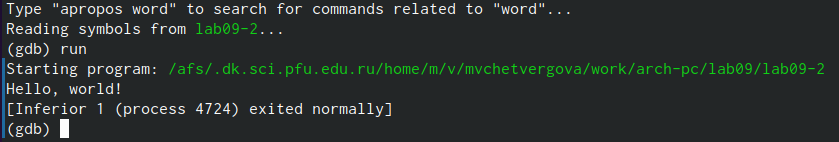 Type "apropos word" to search for commands related to "word"...
Reading symbols from lab09-2...
(gdb) run
Starting program: /afs/.dk.sci.pfu.edu.ru/home/m/v/mvchetvergova/work/arch-pc/lab09/lab09-2
Hello, world!
[Inferior 1 (process 4724) exited normally]
(gdb)